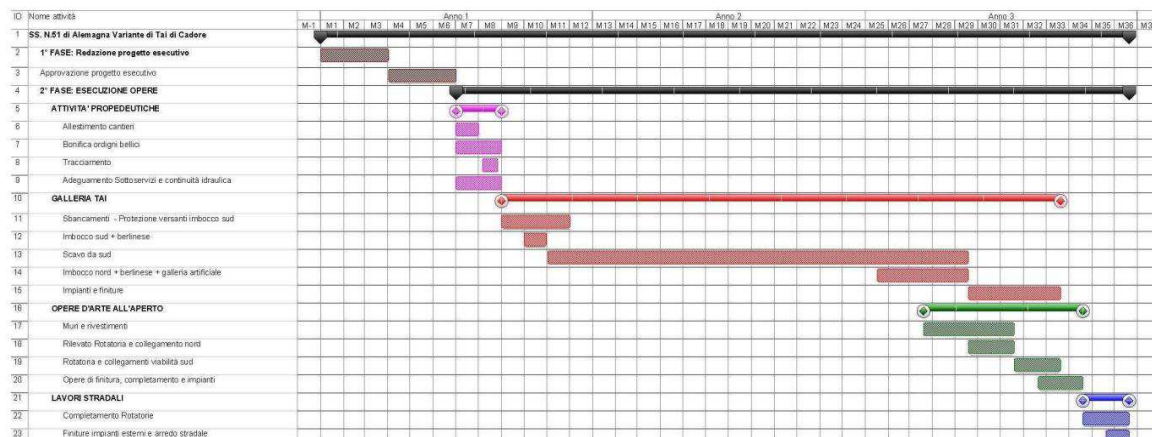 ID Nome attività Anno 1 Anno 2 Anno 3
M-1 M1 M2 M3 M4 M5 M6 M7 M8 M9 M10 M11 M12 M13 M14 M15 M16 M17 M18 M19 M20 M21 M22 M23 M24 M25 M26 M27 M28 M29 M30 M31 M32 M33 M34 M35 M36
1 SS. N.51 di Alemagna Variante di Tai di Cadore
2 1° FASE: Redazione progetto esecutivo
3 Approvazione progetto esecutivo
4 2° FASE: ESECUZIONE OPERE
5 ATTIVITA' PROPEDEUTICHE
6 Allestimento cantieri
7 Bonifica ordigni bellici
8 Tracciamento
9 Adeguamento Sottoservizi e continuità idraulica
10 GALLERIA TAI
11 Sbancamenti - Protezione versanti imbocco sud
12 Imbocco sud + berlinese
13 Scavo da sud
14 Imbocco nord + berlinese + galleria artificiale
15 Impianti e finiture
16 OPERE D'ARTE ALL'APERTO
17 Muri e rivestimenti
18 Rilevato Rotatoria e collegamento nord
19 Rotatoria e collegamenti viabilità sud
20 Opere di finitura, completamento e impianti
21 LAVORI STRADALI
22 Completamento Rotatorie
23 Finiture impianti esterni e arredo stradale